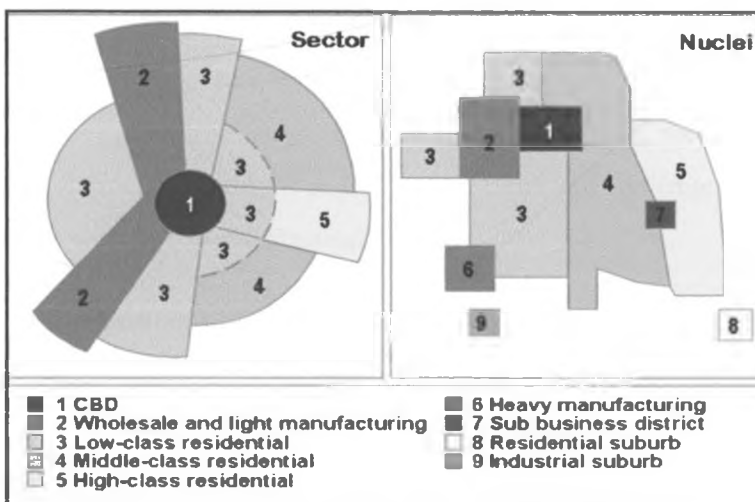 Sector
2
3
4
3
3
1
3
5
3
4
2
3
Nuclei
3
1
2
3
4
5
3
7
6
9
8
1 CBD
2 Wholesale and light manufacturing
3 Low-class residential
4 Middle-class residential
5 High-class residential
6 Heavy manufacturing
7 Sub business district
8 Residential suburb
9 Industrial suburb